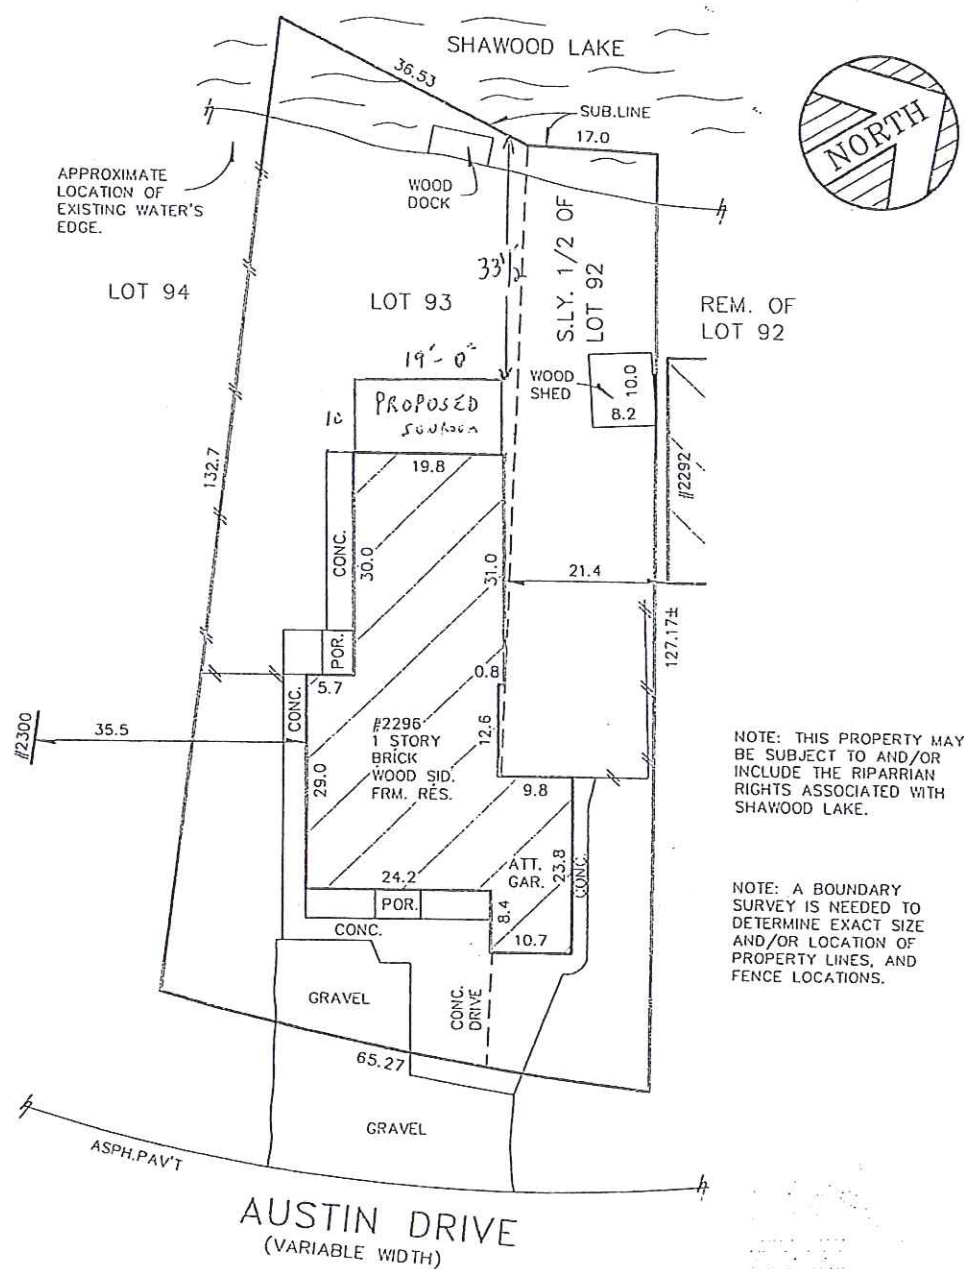 SHAWOOD LAKE
36.53
SUB.LINE
17.0
NORTH
APPROXIMATE
LOCATION OF
EXISTING WATER'S
EDGE.
WOOD
DOCK
S.LY. 1/2 OF
LOT 92
LOT 94
LOT 93
REM. OF
LOT 92
19'-0"
WOOD
SHED
10.0
8.2
PROPOSED
SUNROOM
10
19.8
132.7
#2292
CONC.
30.0
31.0
21.4
127.17±
POR.
5.7
0.8
CONC.
#2300
35.5
#2296
1 STORY
BRICK
WOOD SID.
FRM. RES.
12.6
29.0
9.8
NOTE: THIS PROPERTY MAY
BE SUBJECT TO AND/OR
INCLUDE THE RIPARRIAN
RIGHTS ASSOCIATED WITH
SHAWOOD LAKE.
24.2
ATT.
GAR.
23.8
CONC.
POR.
8.4
CONC.
10.7
NOTE: A BOUNDARY
SURVEY IS NEEDED TO
DETERMINE EXACT SIZE
AND/OR LOCATION OF
PROPERTY LINES, AND
FENCE LOCATIONS.
GRAVEL
CONC.
DRIVE
65.27
GRAVEL
ASPH.PAV'T
AUSTIN DRIVE
(VARIABLE WIDTH)